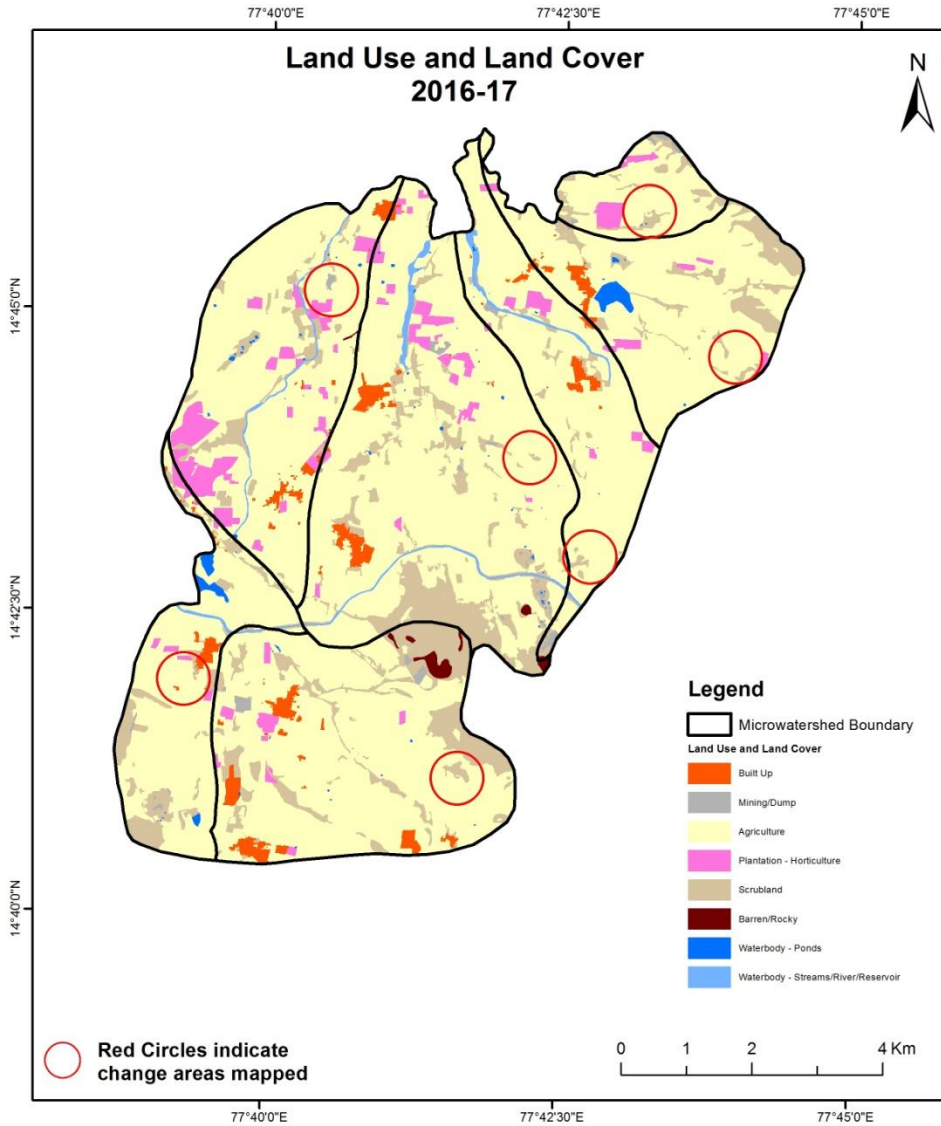 77°40'0"E 77°42'30"E 77°45'0"E
Land Use and Land Cover
2016-17
N
14°45'0"N
14°42'30"N
14°40'0"N
Legend
Microwatershed Boundary
Land Use and Land Cover
Built Up
Mining/Dump
Agriculture
Plantation - Horticulture
Scrubland
Barren/Rocky
Waterbody - Ponds
Waterbody - Streams/River/Reservoir
Red Circles indicate
change areas mapped
0 1 2 4 Km
77°40'0"E 77°42'30"E 77°45'0"E